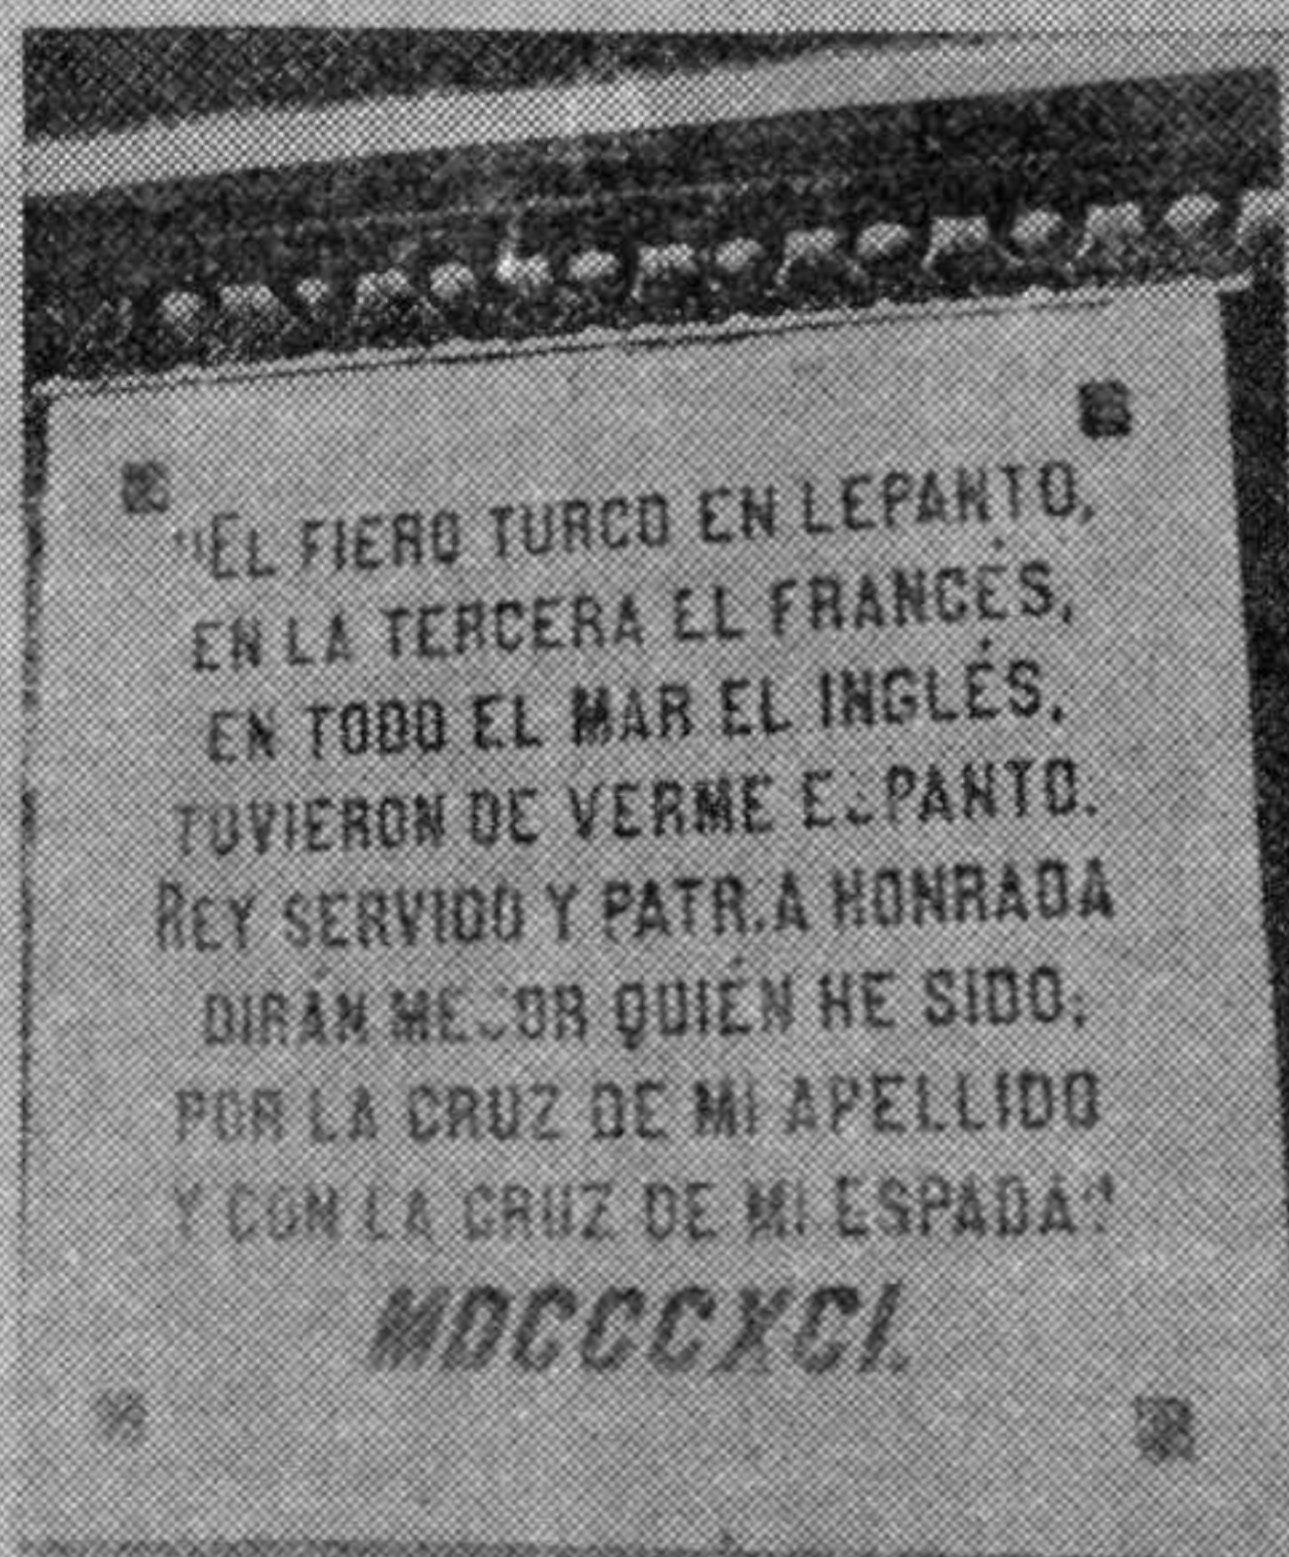 "EL FIERO TURCO EN LEPANTO,
EN LA TERCERA EL FRANCÉS,
EN TODO EL MAR EL INGLÉS,
TUVIERON DE VERME ESPANTO.
REY SERVIDO Y PATRIA HONRADA
DIRÁN MEJOR QUIÉN HE SIDO,
POR LA CRUZ DE MI APELLIDO
Y CON LA CRUZ DE MI ESPADA"
MDCCCXCI.